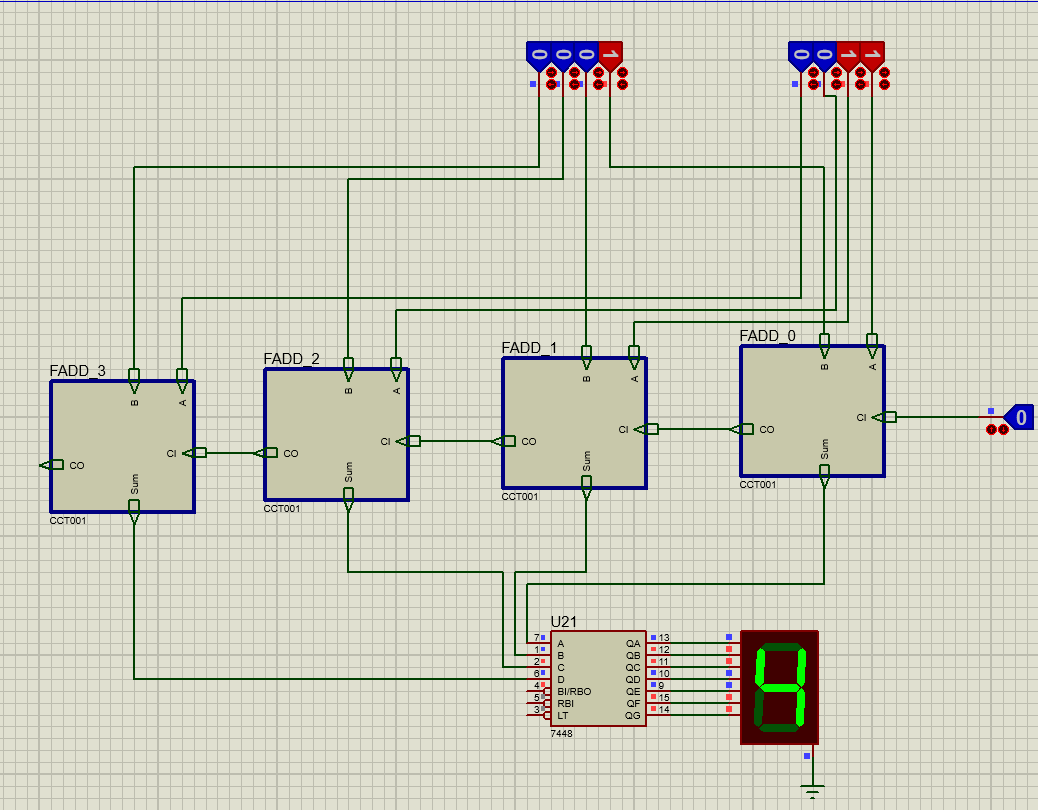 0 0 0 1
0 0 1 1
FADD_3
B
A
CI
CO
Sum
CCT001
FADD_2
B
A
CI
CO
Sum
CCT001
FADD_1
B
A
CI
CO
Sum
CCT001
FADD_0
B
A
CI
CO
Sum
CCT001
0
U21
7 A QA 13
1 B QB 12
2 C QC 11
6 D QD 10
4 BI/RBO QE 9
5 RBI QF 15
3 LT QG 14
7448
4